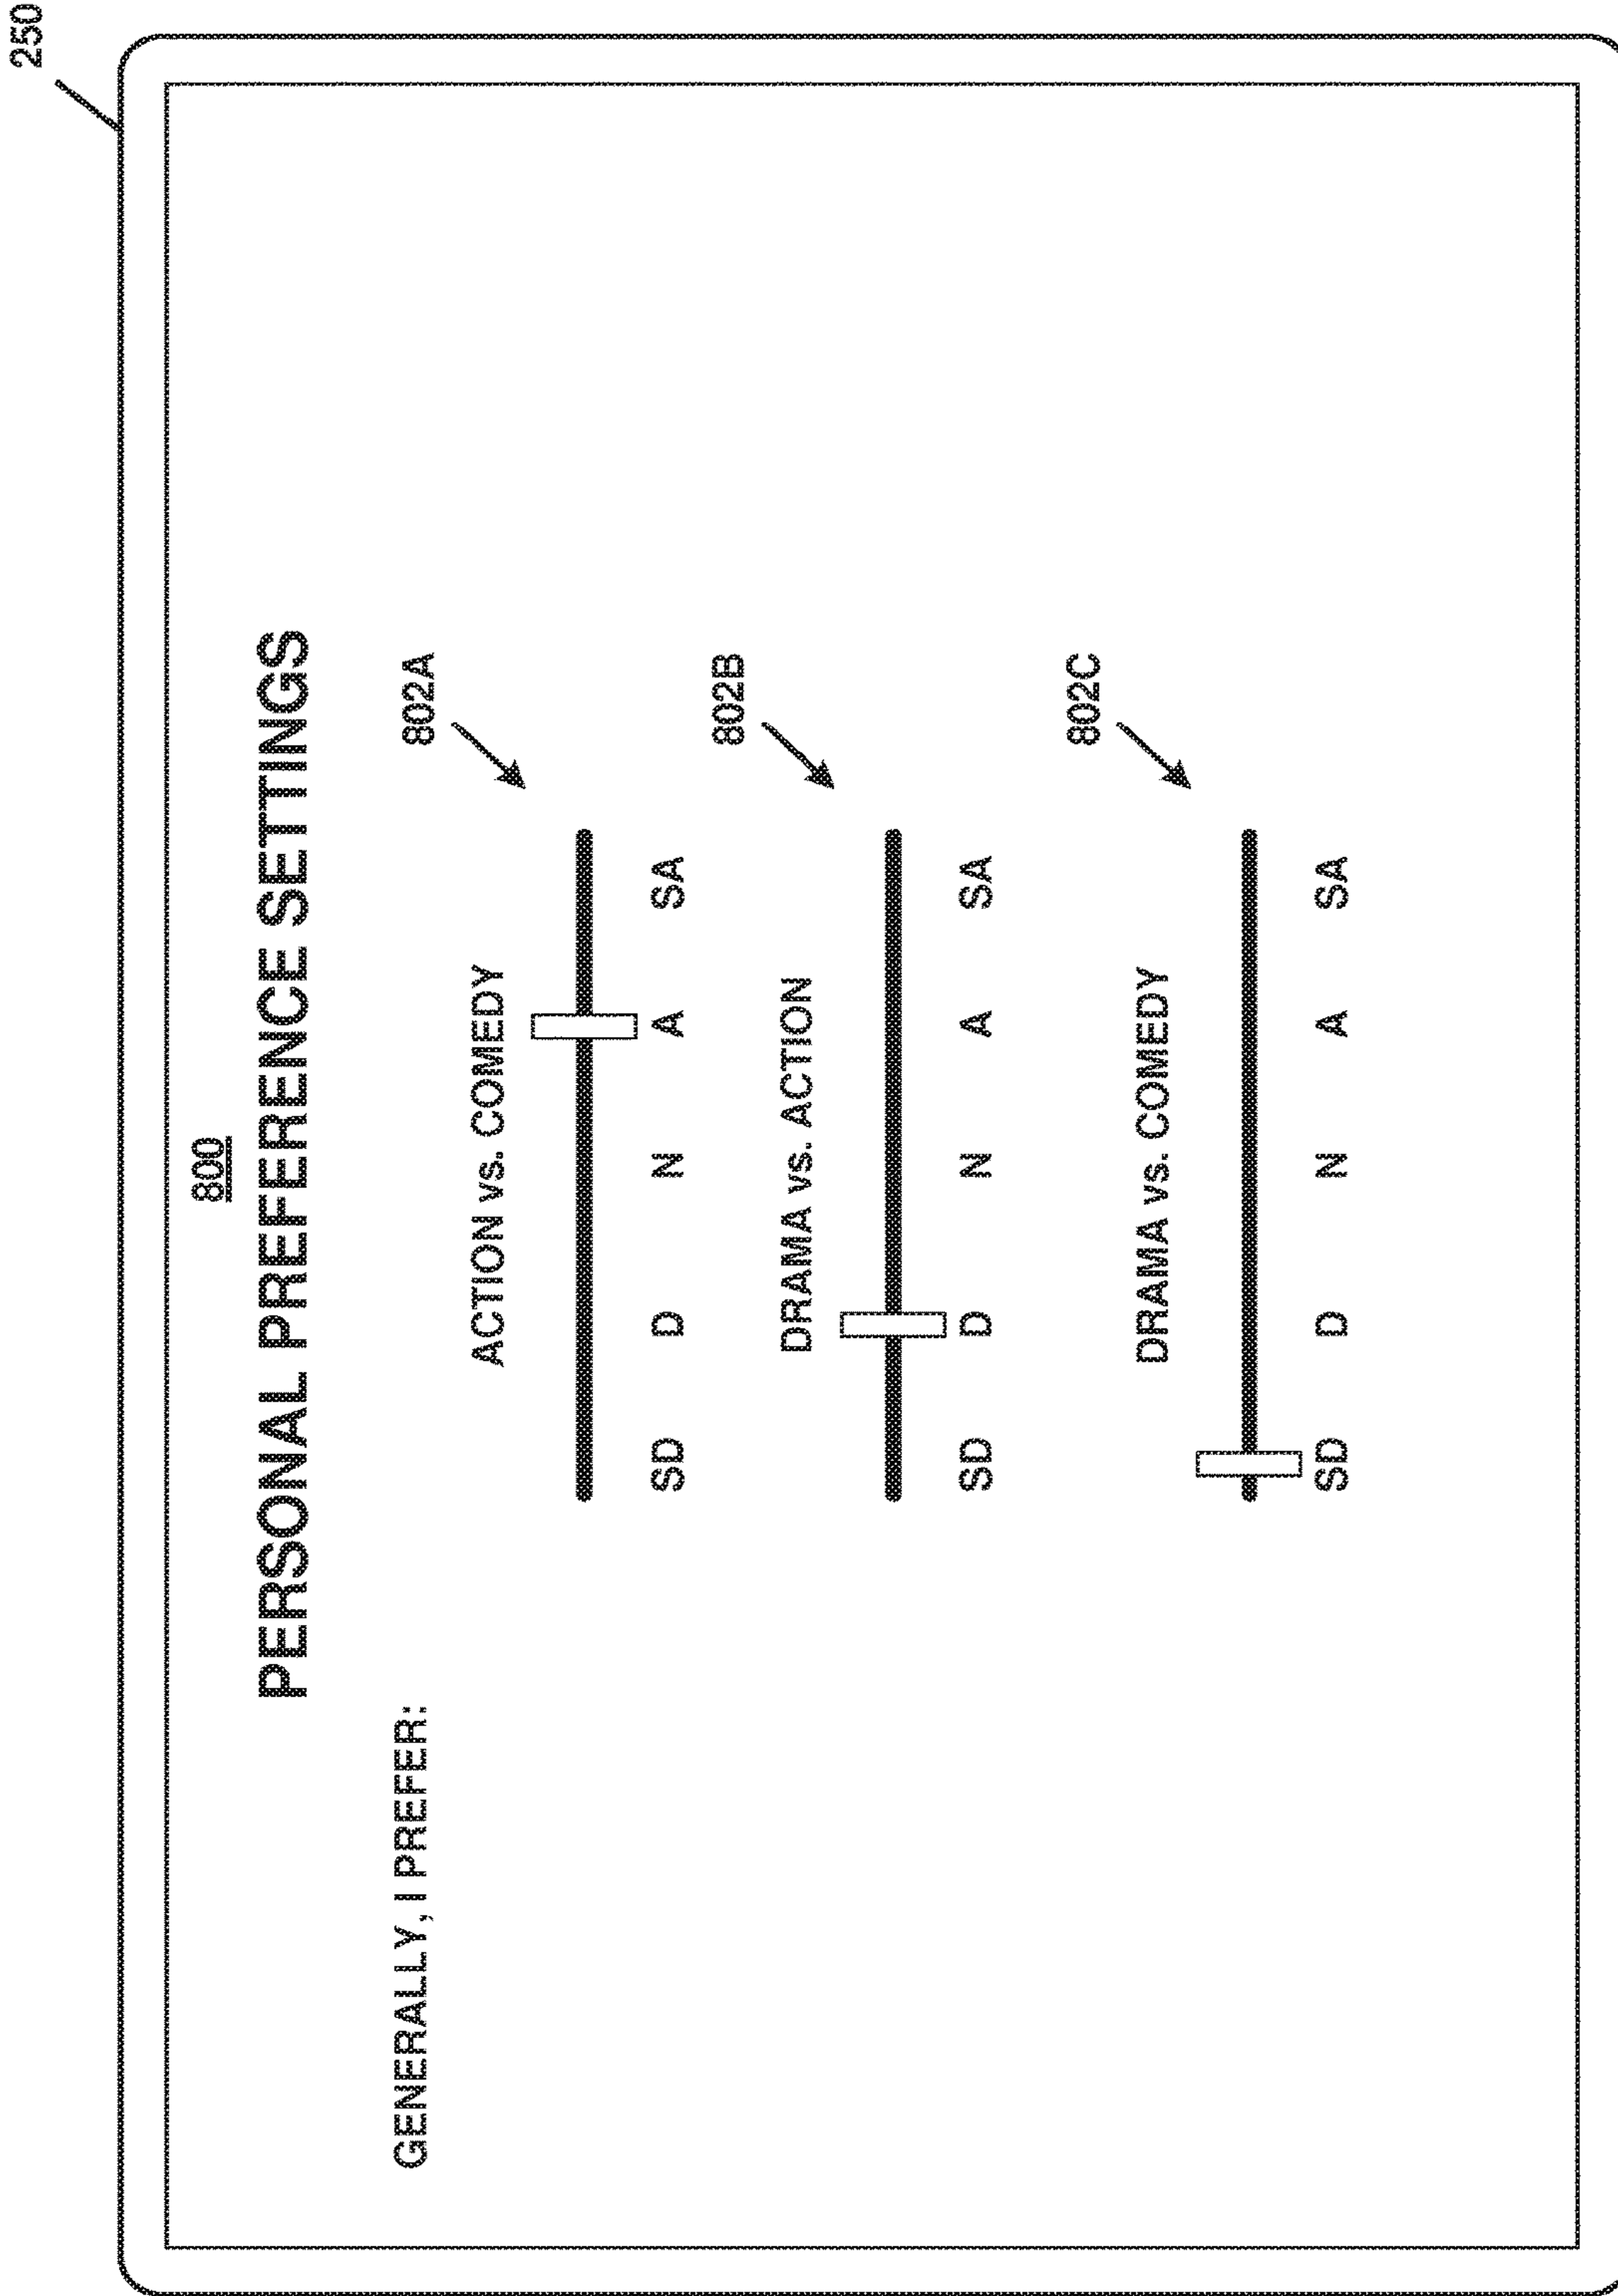 250
800
PERSONAL PREFERENCE SETTINGS
GENERALLY, I PREFER:
802A
ACTION vs. COMEDY
SD D N A SA
802B
DRAMA vs. ACTION
SD D N A SA
802C
DRAMA vs. COMEDY
SD D N A SA